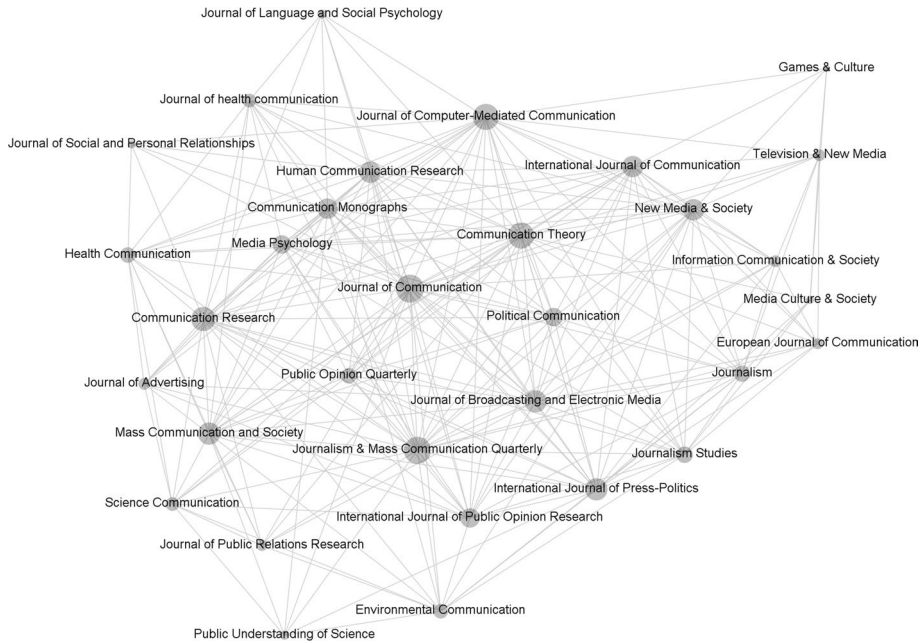 Journal of Language and Social Psychology
Games & Culture
Journal of health communication
Journal of Computer-Mediated Communication
Journal of Social and Personal Relationships
Television & New Media
Human Communication Research
International Journal of Communication
Communication Monographs
New Media & Society
Media Psychology
Communication Theory
Health Communication
Information Communication & Society
Journal of Communication
Media Culture & Society
Communication Research
Political Communication
European Journal of Communication
Public Opinion Quarterly
Journalism
Journal of Advertising
Journal of Broadcasting and Electronic Media
Mass Communication and Society
Journalism & Mass Communication Quarterly
Journalism Studies
International Journal of Press-Politics
Science Communication
International Journal of Public Opinion Research
Journal of Public Relations Research
Environmental Communication
Public Understanding of Science